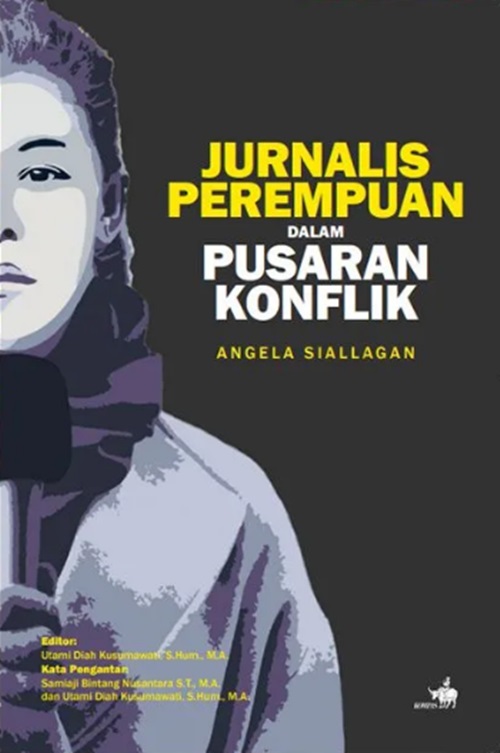 JURNALIS
PEREMPUAN
DALAM
PUSARAN
KONFLIK
ANGELA SIALLAGAN
Editor:
Utami Diah Kusumawati, S.Hum., M.A.
Kata Pengantar:
Samiaji Bintang Nusantara S.T., M.A.
dan Utami Diah Kusumawati, S.Hum., M.A.